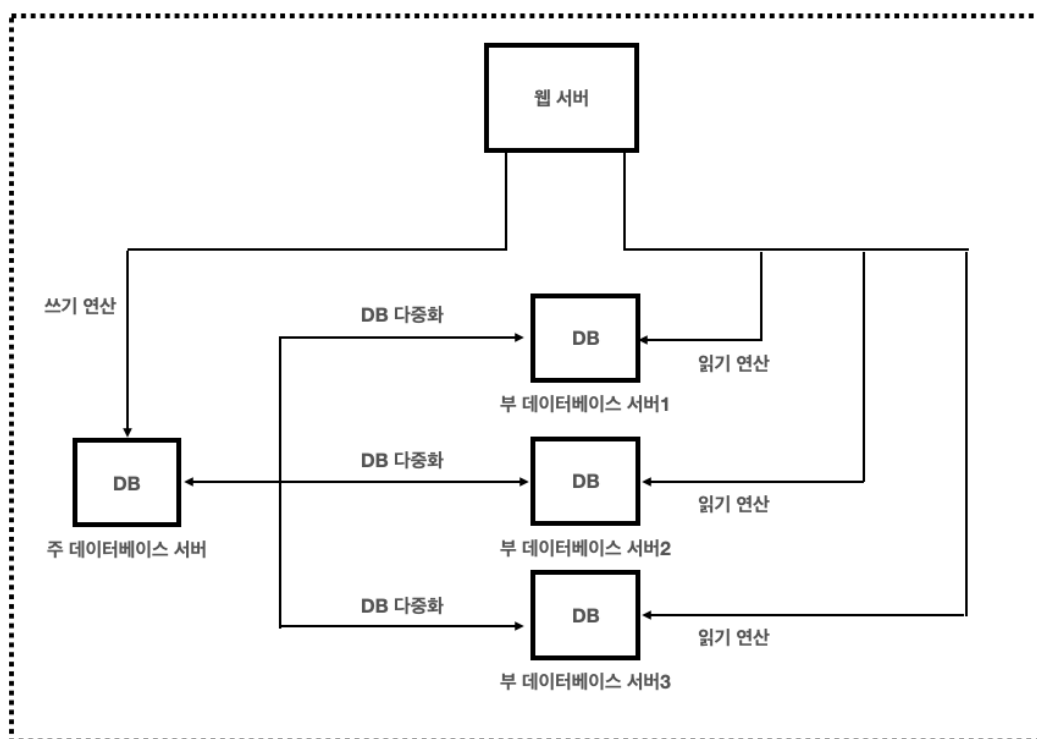 웹 서버
쓰기 연산
DB 다중화
DB
읽기 연산
부 데이터베이스 서버1
DB
주 데이터베이스 서버
DB 다중화
DB
읽기 연산
부 데이터베이스 서버2
DB 다중화
DB
읽기 연산
부 데이터베이스 서버3